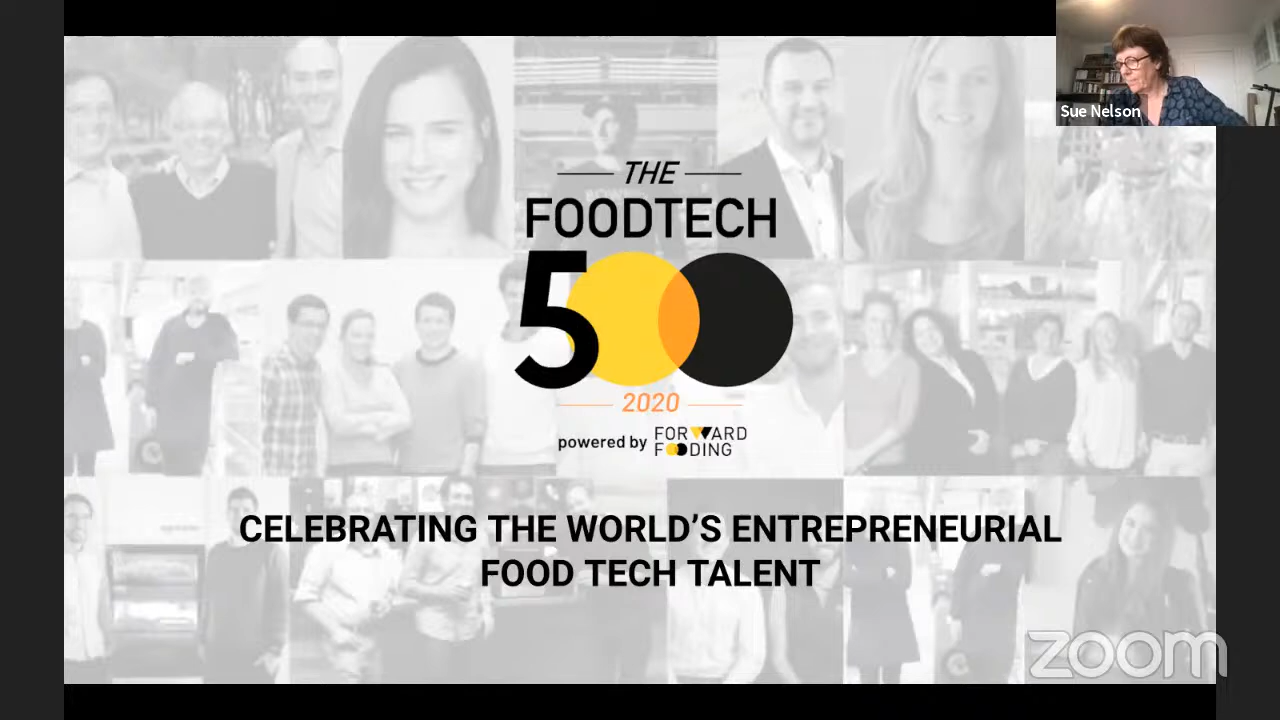 Sue Nelson
THE
FOODTECH
500
2020
powered by FORWARD
FOODING
CELEBRATING THE WORLD'S ENTREPRENEURIAL
FOOD TECH TALENT
zoom